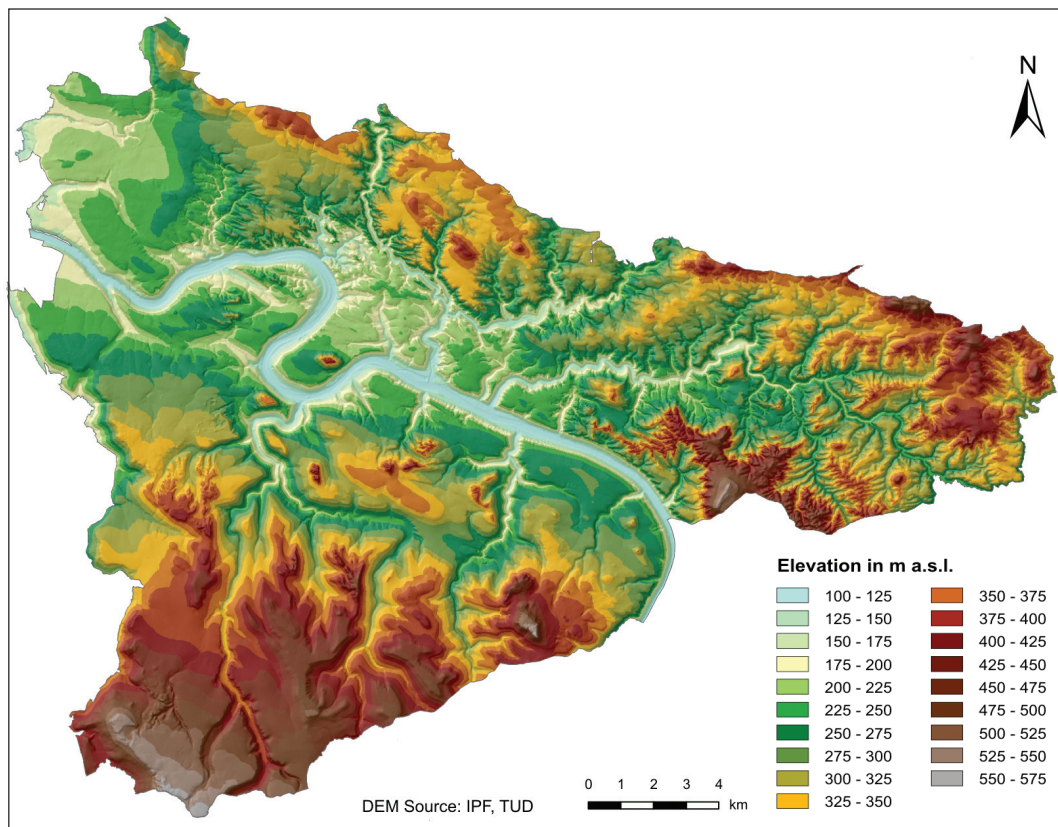 N
Elevation in m a.s.l.
100 - 125
125 - 150
150 - 175
175 - 200
200 - 225
225 - 250
250 - 275
275 - 300
300 - 325
325 - 350
350 - 375
375 - 400
400 - 425
425 - 450
450 - 475
475 - 500
500 - 525
525 - 550
550 - 575
DEM Source: IPF, TUD
0 1 2 3 4
km